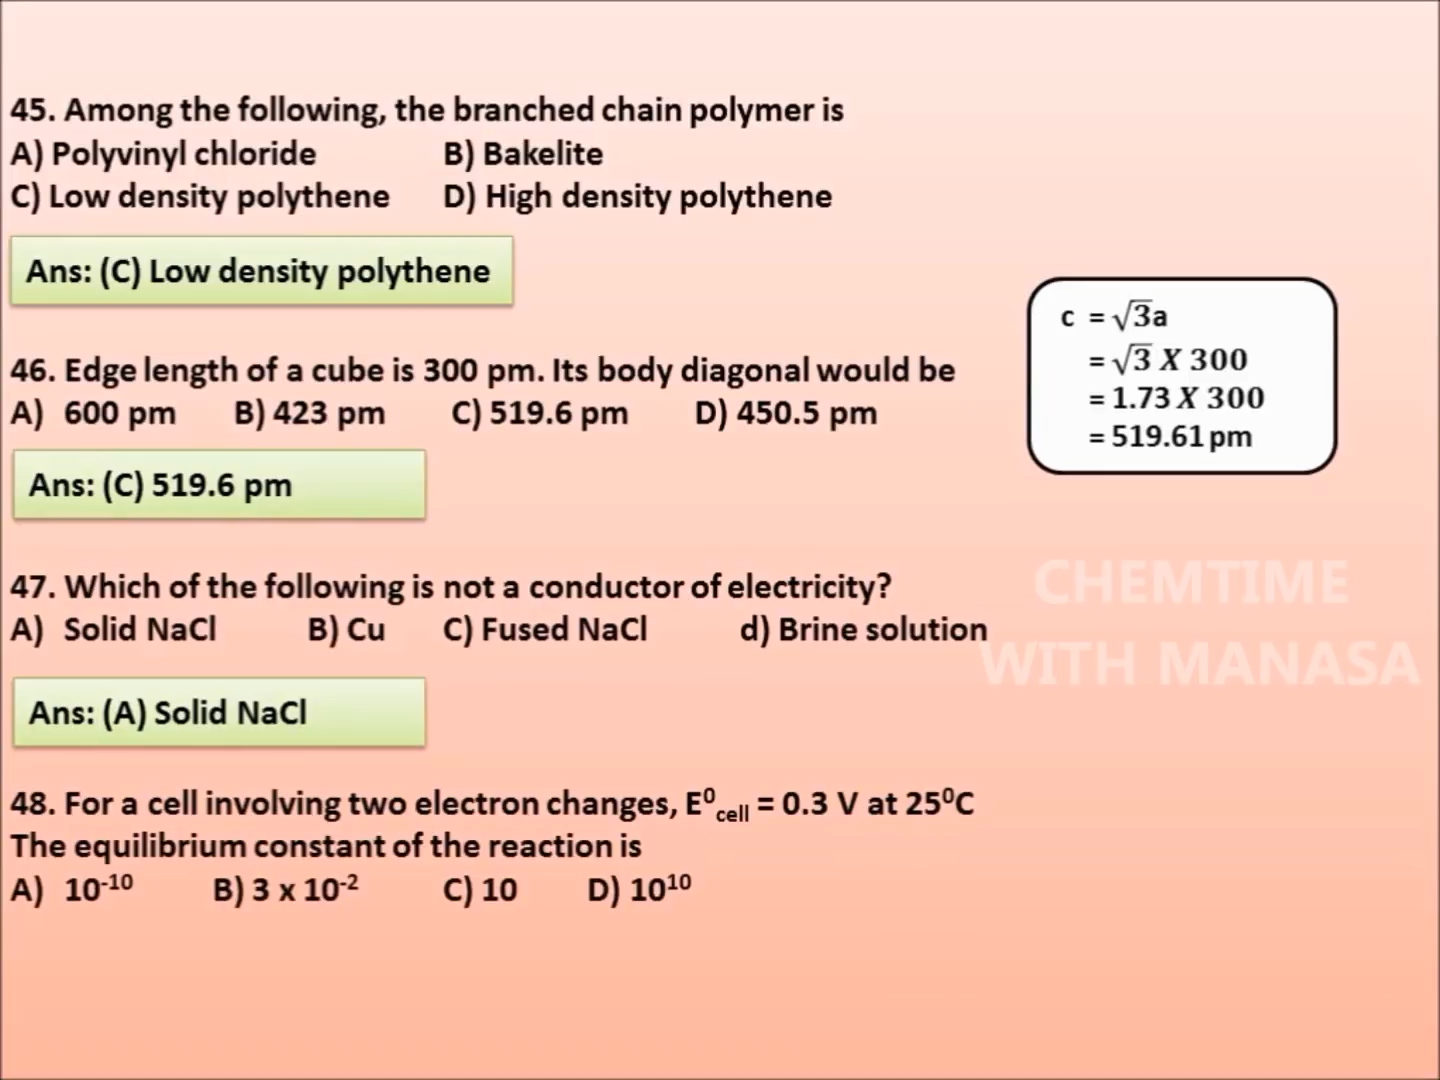 45. Among the following, the branched chain polymer is
A) Polyvinyl chloride B) Bakelite
C) Low density polythene D) High density polythene
Ans: (C) Low density polythene
46. Edge length of a cube is 300 pm. Its body diagonal would be
A) 600 pm B) 423 pm C) 519.6 pm D) 450.5 pm
Ans: (C) 519.6 pm
c = √3a
= √3 X 300
= 1.73 X 300
= 519.61 pm
47. Which of the following is not a conductor of electricity?
A) Solid NaCl B) Cu C) Fused NaCl d) Brine solution
Ans: (A) Solid NaCl
CHEMTIME
WITH MANASA
48. For a cell involving two electron changes, E⁰cell = 0.3 V at 25⁰C
The equilibrium constant of the reaction is
A) 10⁻¹⁰ B) 3 x 10⁻² C) 10 D) 10¹⁰